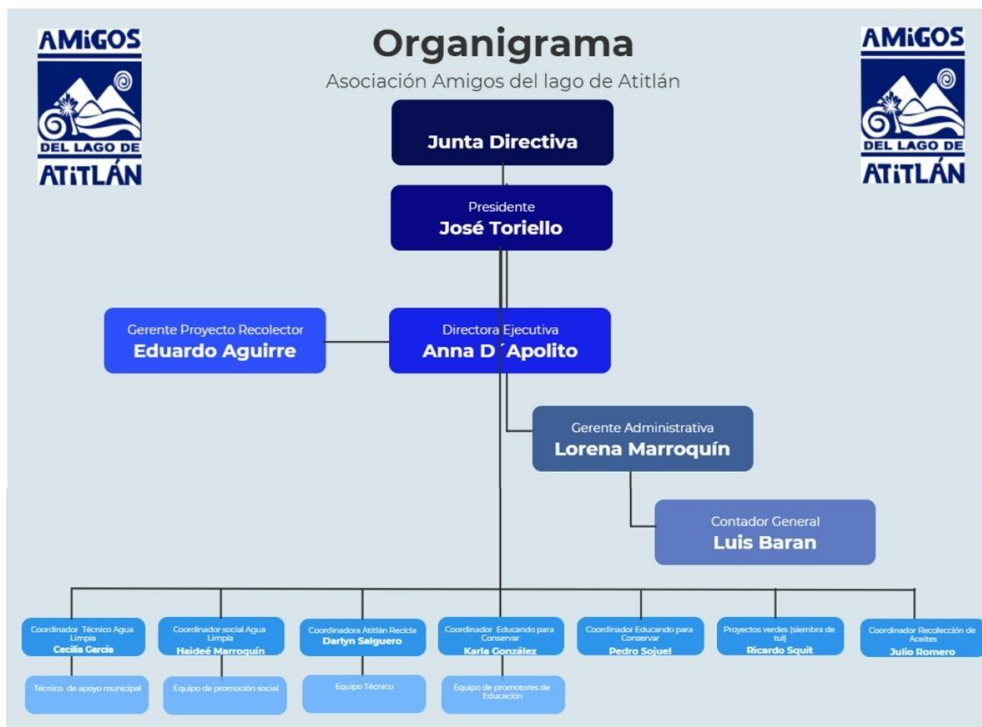 AMiGOS
DEL LAGO DE
ATiTLÁN
Organigrama
Asociación Amigos del lago de Atitlán
AMiGOS
DEL LAGO DE
ATiTLÁN
Junta Directiva
Presidente
José Toriello
Gerente Proyecto Recolector
Eduardo Aguirre
Directora Ejecutiva
Anna D´Apolito
Gerente Administrativa
Lorena Marroquín
Contador General
Luis Baran
Coordinador Técnico Agua
Limpia
Cecilia García
Coordinador social Agua
Limpia
Haideé Marroquín
Coordinadora Atitlán Recicla
Darlyn Salguero
Coordinador Educando para
Conservar
Karla González
Coordinador Educando para
Conservar
Pedro Sojuel
Proyectos verdes (siembra de
tul)
Ricardo Squit
Coordinador Recolección de
Aceites
Julio Romero
Técnico de apoyo municipal
Equipo de promoción social
Equipo Técnico
Equipo de promotores de
Educación